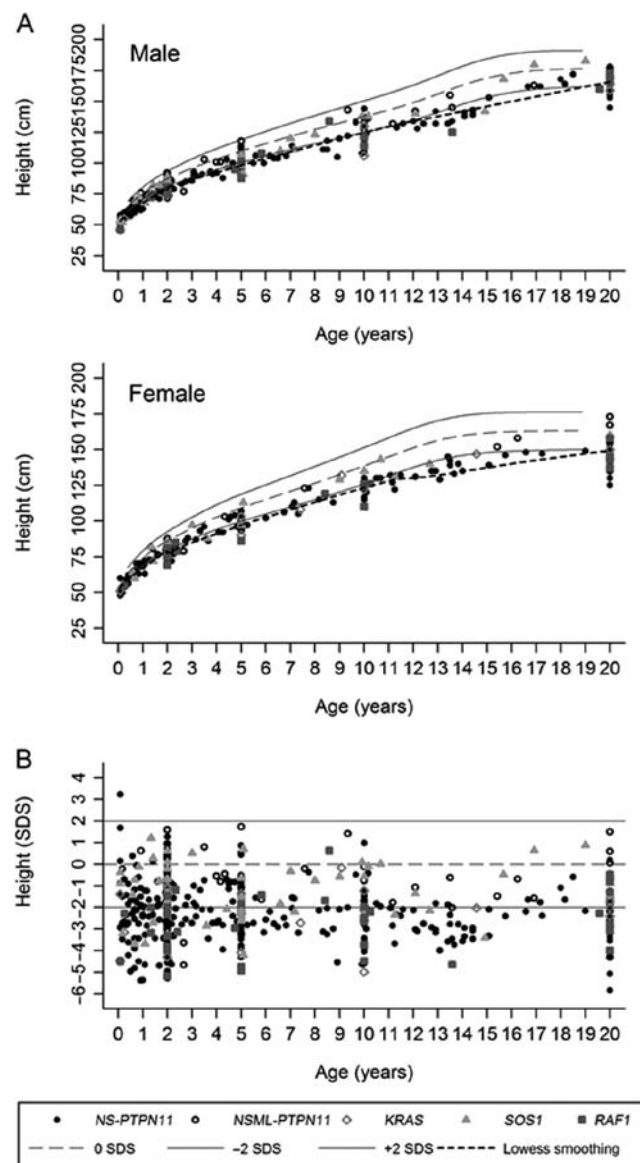 A
Male
Height (cm)
25 50 75 100 125 150 175 200
0 1 2 3 4 5 6 7 8 9 10 11 12 13 14 15 16 17 18 19 20
Age (years)
Female
Height (cm)
25 50 75 100 125 150 175 200
0 1 2 3 4 5 6 7 8 9 10 11 12 13 14 15 16 17 18 19 20
Age (years)
B
Height (SDS)
-6 -5 -4 -3 -2 -1 0 1 2 3 4
0 1 2 3 4 5 6 7 8 9 10 11 12 13 14 15 16 17 18 19 20
Age (years)
NS-PTPN11 NSML-PTPN11 KRAS SOS1 RAF1
0 SDS -2 SDS +2 SDS Lowess smoothing